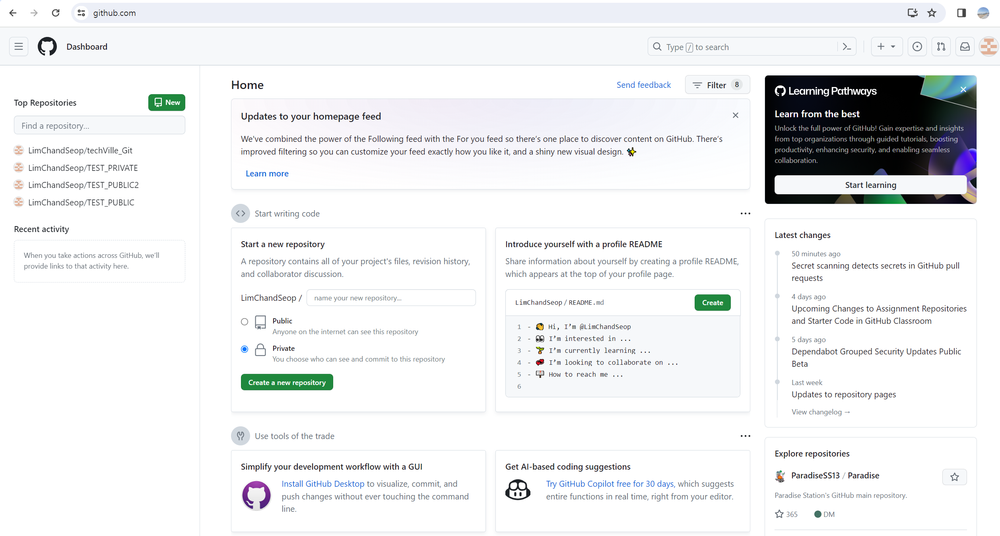 github.com
Dashboard
Type / to search
Top Repositories
New
Find a repository...
LimChandSeop/techVille_Git
LimChandSeop/TEST_PRIVATE
LimChandSeop/TEST_PUBLIC2
LimChandSeop/TEST_PUBLIC
Recent activity
When you take actions across GitHub, we’ll
provide links to that activity here.
Home
Send feedback
Filter 8
Updates to your homepage feed
We've combined the power of the Following feed with the For you feed so there’s one place to discover content on GitHub. There’s
improved filtering so you can customize your feed exactly how you like it, and a shiny new visual design. ✨
Learn more
Start writing code
Start a new repository
A repository contains all of your project's files, revision history,
and collaborator discussion.
LimChandSeop /
name your new repository...
Public
Anyone on the internet can see this repository
Private
You choose who can see and commit to this repository
Create a new repository
Introduce yourself with a profile README
Share information about yourself by creating a profile README,
which appears at the top of your profile page.
LimChandSeop / README.md
Create
1 - 👋 Hi, I’m @LimChandSeop
2 - 👀 I’m interested in ...
3 - 🌱 I’m currently learning ...
4 - 💞️ I’m looking to collaborate on ...
5 - 📫 How to reach me ...
6
Use tools of the trade
Simplify your development workflow with a GUI
Install GitHub Desktop to visualize, commit, and
push changes without ever touching the command
line.
Get AI-based coding suggestions
Try GitHub Copilot free for 30 days, which suggests
entire functions in real time, right from your editor.
Learning Pathways
Learn from the best
Unlock the full power of GitHub! Gain expertise and insights
from top organizations through guided tutorials, boosting
productivity, enhancing security, and enabling seamless
collaboration.
Start learning
Latest changes
50 minutes ago
Secret scanning detects secrets in GitHub pull
requests
4 days ago
Upcoming Changes to Assignment Repositories
and Starter Code in GitHub Classroom
5 days ago
Dependabot Grouped Security Updates Public
Beta
Last week
Updates to repository pages
View changelog →
Explore repositories
ParadiseSS13 / Paradise
Paradise Station's GitHub main repository.
365
DM